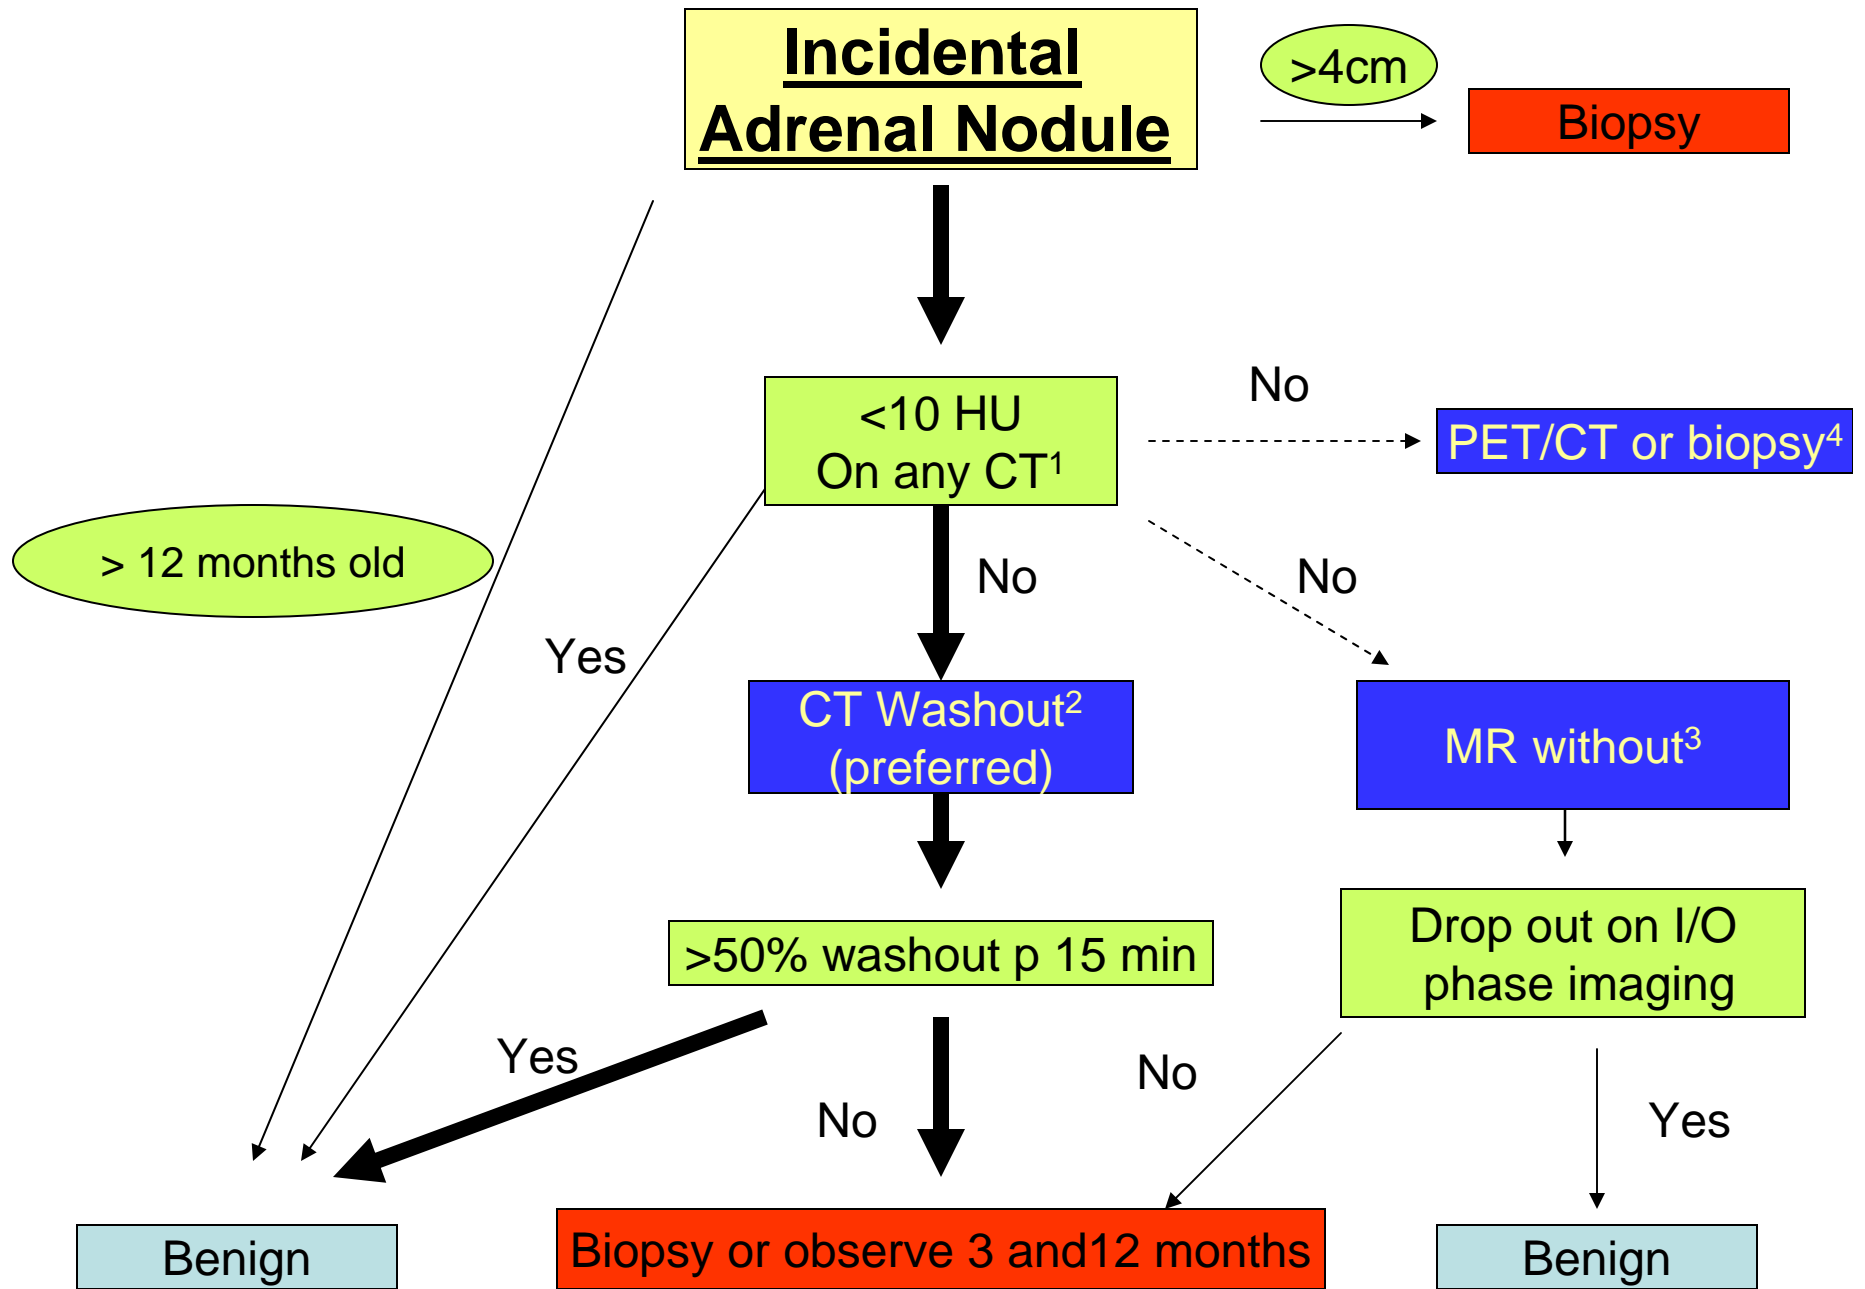 Incidental
Adrenal Nodule
>4cm
Biopsy
<10 HU
On any CT¹
No
PET/CT or biopsy⁴
> 12 months old
No
No
Yes
CT Washout²
(preferred)
MR without³
>50% washout p 15 min
Drop out on I/O
phase imaging
Yes
No
No
Yes
Benign
Biopsy or observe 3 and12 months
Benign